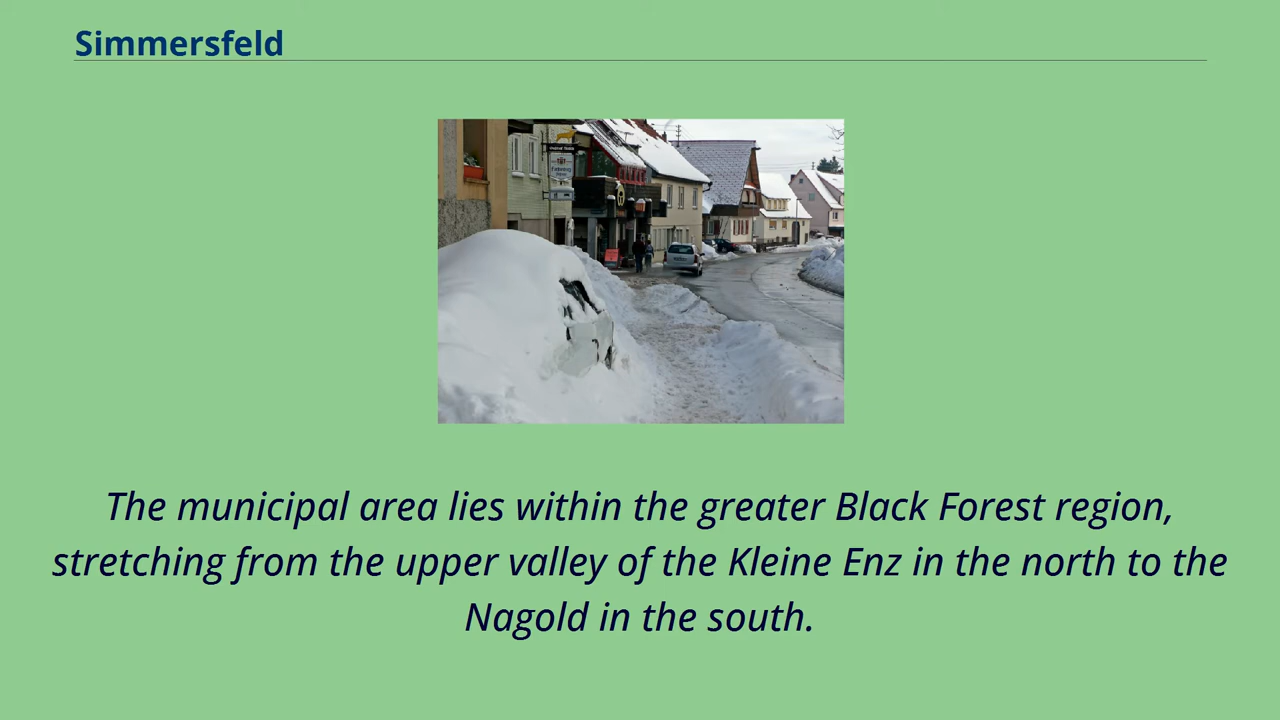 Simmersfeld
The municipal area lies within the greater Black Forest region,
stretching from the upper valley of the Kleine Enz in the north to the
Nagold in the south.